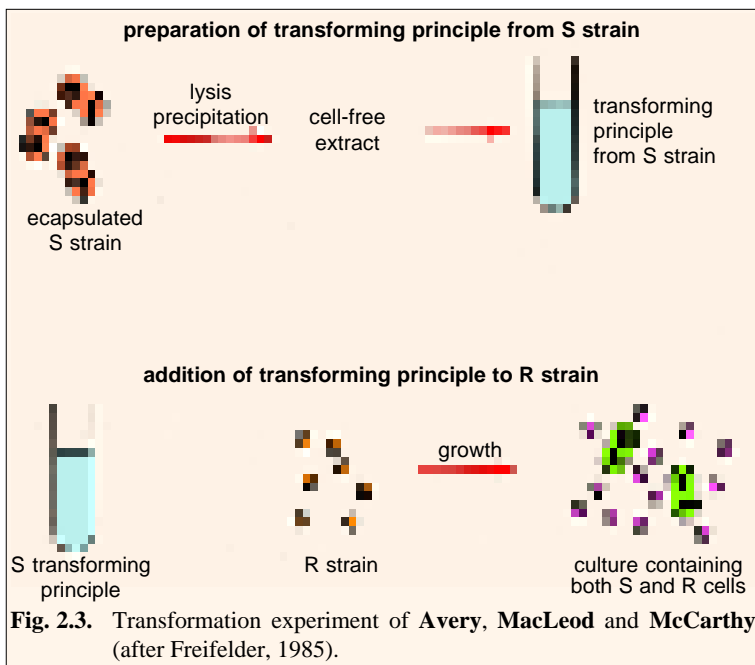 preparation of transforming principle from S strain
lysis
precipitation
cell-free
extract
transforming
principle
from S strain
ecapsulated
S strain
addition of transforming principle to R strain
growth
S transforming
principle
R strain
culture containing
both S and R cells
Fig. 2.3. Transformation experiment of Avery, MacLeod and McCarthy
(after Freifelder, 1985).